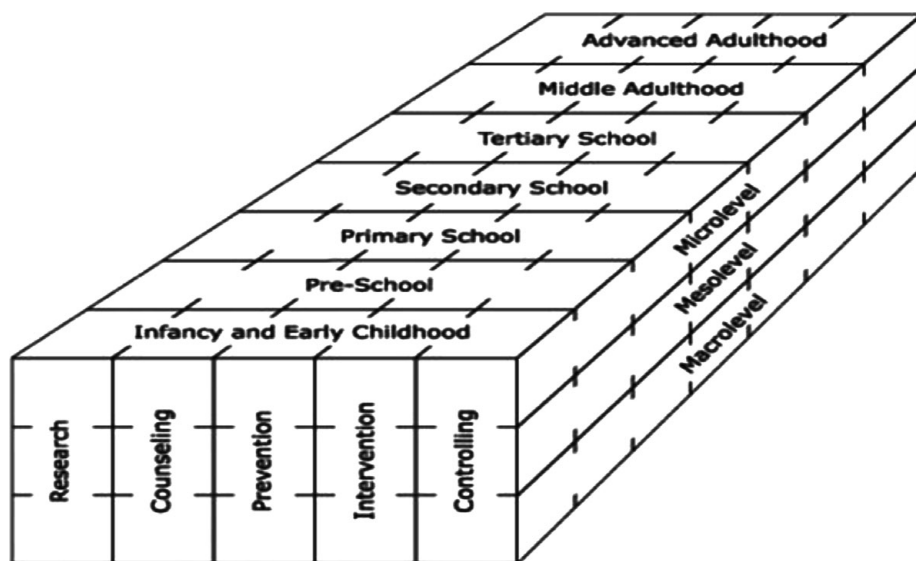 Advanced Adulthood
Middle Adulthood
Tertiary School
Secondary School
Primary School
Pre-School
Infancy and Early Childhood
Microlevel
Mesolevel
Macrolevel
Research
Counseling
Prevention
Intervention
Controlling